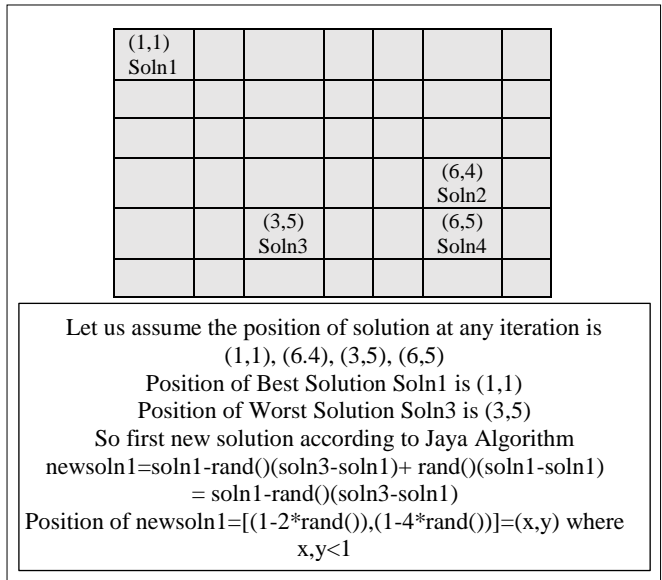 (1,1)
Soln1
(6,4)
Soln2
(3,5)
Soln3
(6,5)
Soln4
Let us assume the position of solution at any iteration is
(1,1), (6.4), (3,5), (6,5)
Position of Best Solution Soln1 is (1,1)
Position of Worst Solution Soln3 is (3,5)
So first new solution according to Jaya Algorithm
newsoln1=soln1-rand()(soln3-soln1)+ rand()(soln1-soln1)
= soln1-rand()(soln3-soln1)
Position of newsoln1=[(1-2*rand()),(1-4*rand())]=(x,y) where
x,y<1